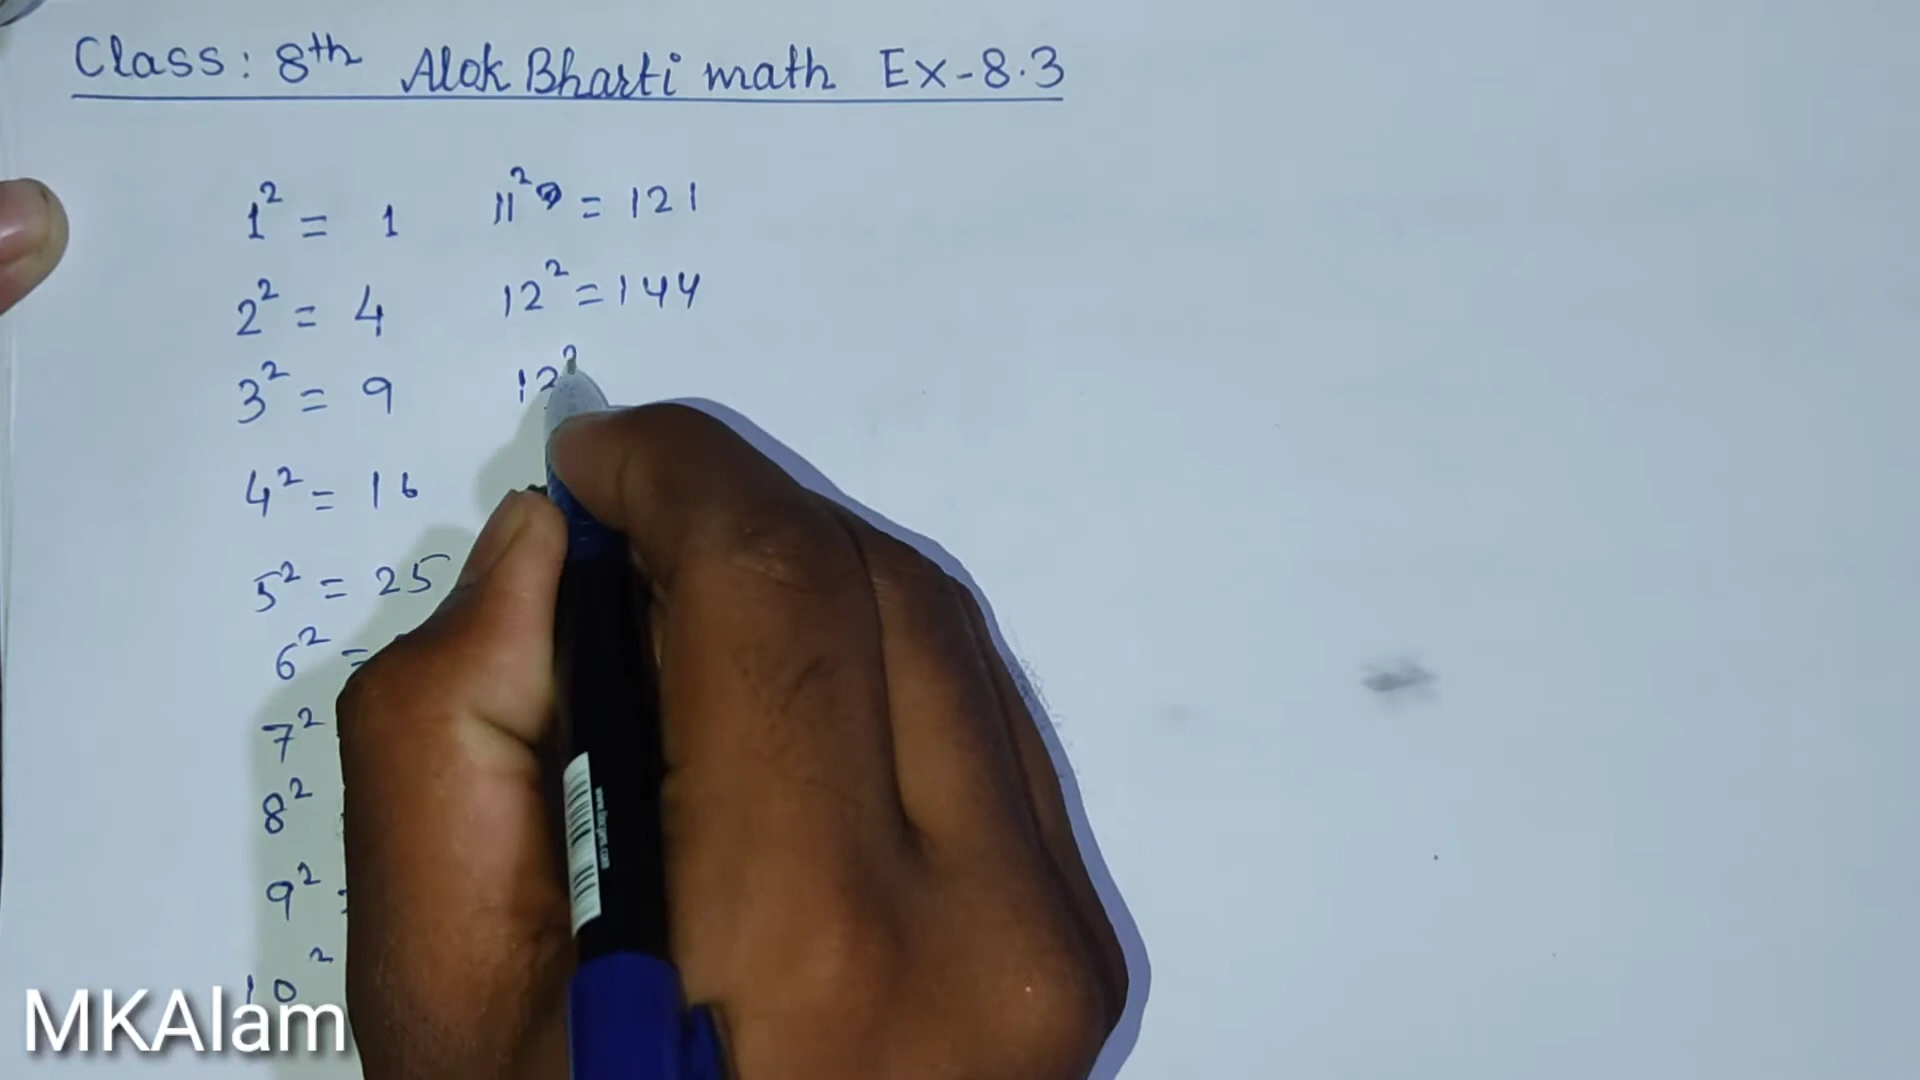 Class: 8th Alok Bharti math Ex-8.3
1² = 1
2² = 4
3² = 9
4² = 16
5² = 25
6² =
7²
8²
9² =
10²
11² = 121
12² = 144
MKAlam